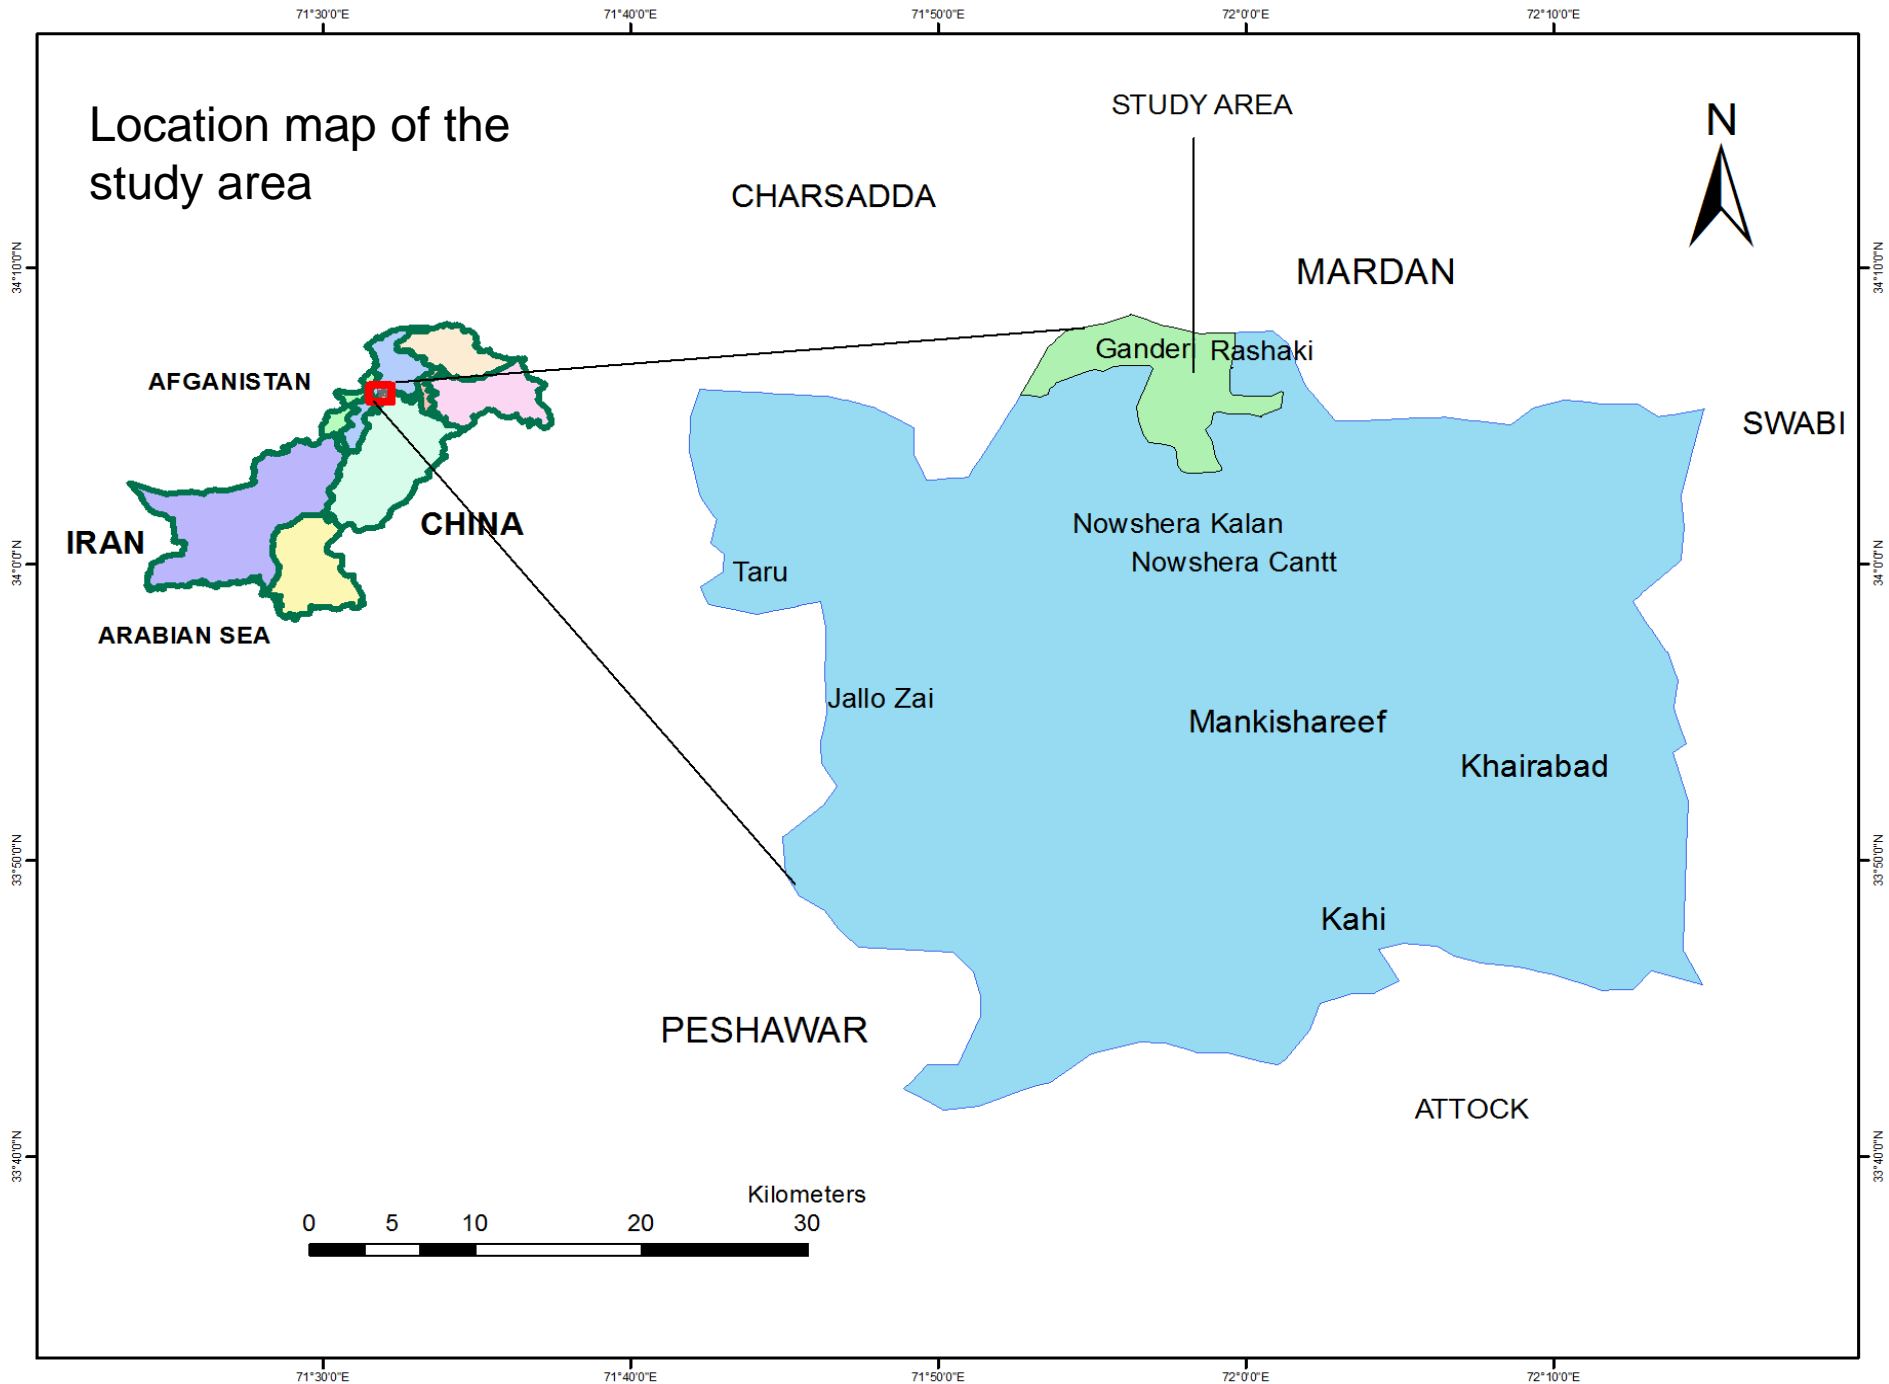 71°30'0"E
71°40'0"E
71°50'0"E
72°0'0"E
72°10'0"E
Location map of the
study area
STUDY AREA
N
CHARSADDA
MARDAN
34°10'0"N
34°10'0"N
Ganderi
Rashaki
AFGANISTAN
SWABI
CHINA
IRAN
Nowshera Kalan
Nowshera Cantt
34°0'0"N
34°0'0"N
Taru
ARABIAN SEA
Jallo Zai
Mankishareef
Khairabad
33°50'0"N
33°50'0"N
Kahi
PESHAWAR
ATTOCK
33°40'0"N
33°40'0"N
Kilometers
0 5 10 20 30
71°30'0"E
71°40'0"E
71°50'0"E
72°0'0"E
72°10'0"E